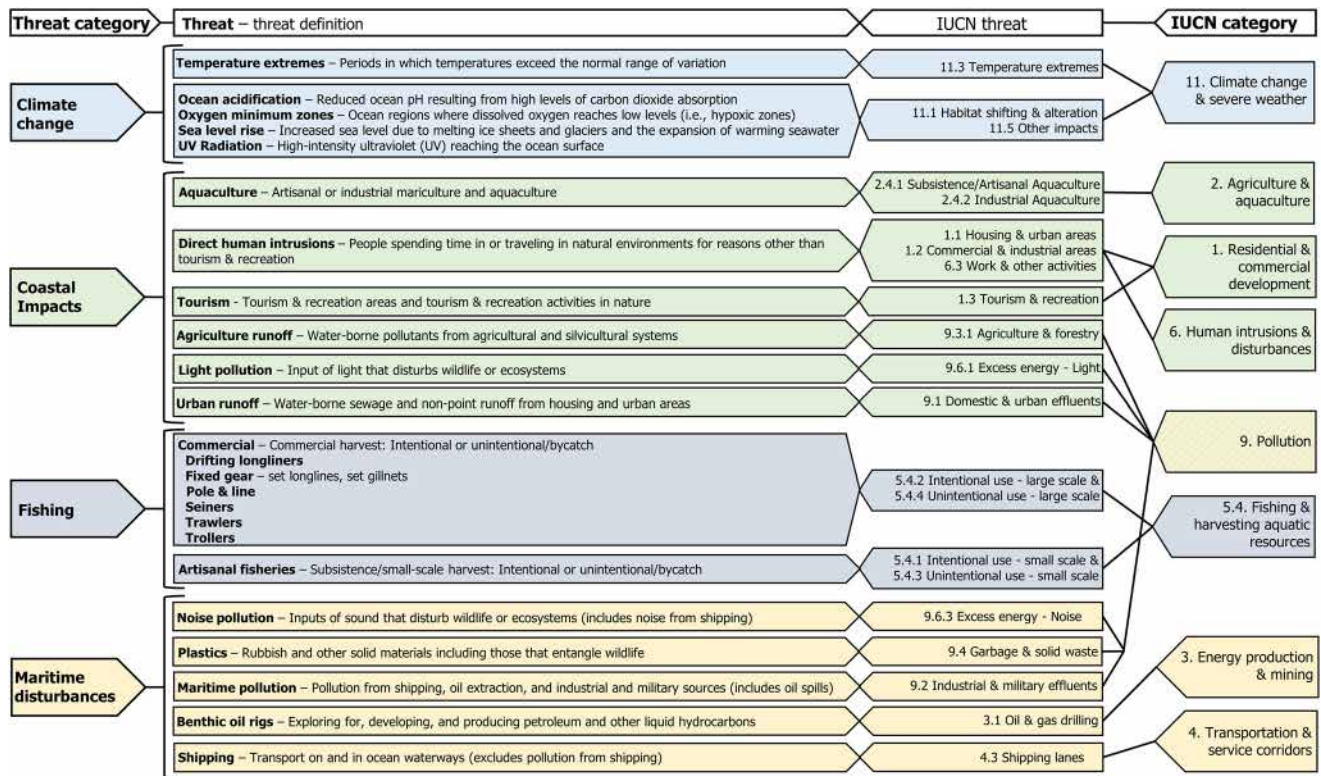 Threat category
Threat – threat definition
IUCN threat
IUCN category
Climate
change
Temperature extremes – Periods in which temperatures exceed the normal range of variation
11.3 Temperature extremes
Ocean acidification – Reduced ocean pH resulting from high levels of carbon dioxide absorption
Oxygen minimum zones – Ocean regions where dissolved oxygen reaches low levels (i.e., hypoxic zones)
Sea level rise – Increased sea level due to melting ice sheets and glaciers and the expansion of warming seawater
UV Radiation – High-intensity ultraviolet (UV) reaching the ocean surface
11.1 Habitat shifting & alteration
11.5 Other impacts
11. Climate change
& severe weather
Coastal
Impacts
Aquaculture – Artisanal or industrial mariculture and aquaculture
2.4.1 Subsistence/Artisanal Aquaculture
2.4.2 Industrial Aquaculture
2. Agriculture &
aquaculture
Direct human intrusions – People spending time in or traveling in natural environments for reasons other than
tourism & recreation
1.1 Housing & urban areas
1.2 Commercial & industrial areas
6.3 Work & other activities
1. Residential &
commercial
development
Tourism - Tourism & recreation areas and tourism & recreation activities in nature
1.3 Tourism & recreation
Agriculture runoff – Water-borne pollutants from agricultural and silvicultural systems
9.3.1 Agriculture & forestry
6. Human intrusions &
disturbances
Light pollution – Input of light that disturbs wildlife or ecosystems
9.6.1 Excess energy - Light
Urban runoff – Water-borne sewage and non-point runoff from housing and urban areas
9.1 Domestic & urban effluents
9. Pollution
Fishing
Commercial – Commercial harvest: Intentional or unintentional/bycatch
Drifting longliners
Fixed gear – set longlines, set gillnets
Pole & line
Seiners
Trawlers
Trollers
5.4.2 Intentional use - large scale &
5.4.4 Unintentional use - large scale
5.4. Fishing &
harvesting aquatic
resources
Artisanal fisheries – Subsistence/small-scale harvest: Intentional or unintentional/bycatch
5.4.1 Intentional use - small scale &
5.4.3 Unintentional use - small scale
Maritime
disturbances
Noise pollution – Inputs of sound that disturb wildlife or ecosystems (includes noise from shipping)
9.6.3 Excess energy - Noise
Plastics – Rubbish and other solid materials including those that entangle wildlife
9.4 Garbage & solid waste
3. Energy production
& mining
Maritime pollution – Pollution from shipping, oil extraction, and industrial and military sources (includes oil spills)
9.2 Industrial & military effluents
Benthic oil rigs – Exploring for, developing, and producing petroleum and other liquid hydrocarbons
3.1 Oil & gas drilling
4. Transportation &
service corridors
Shipping – Transport on and in ocean waterways (excludes pollution from shipping)
4.3 Shipping lanes